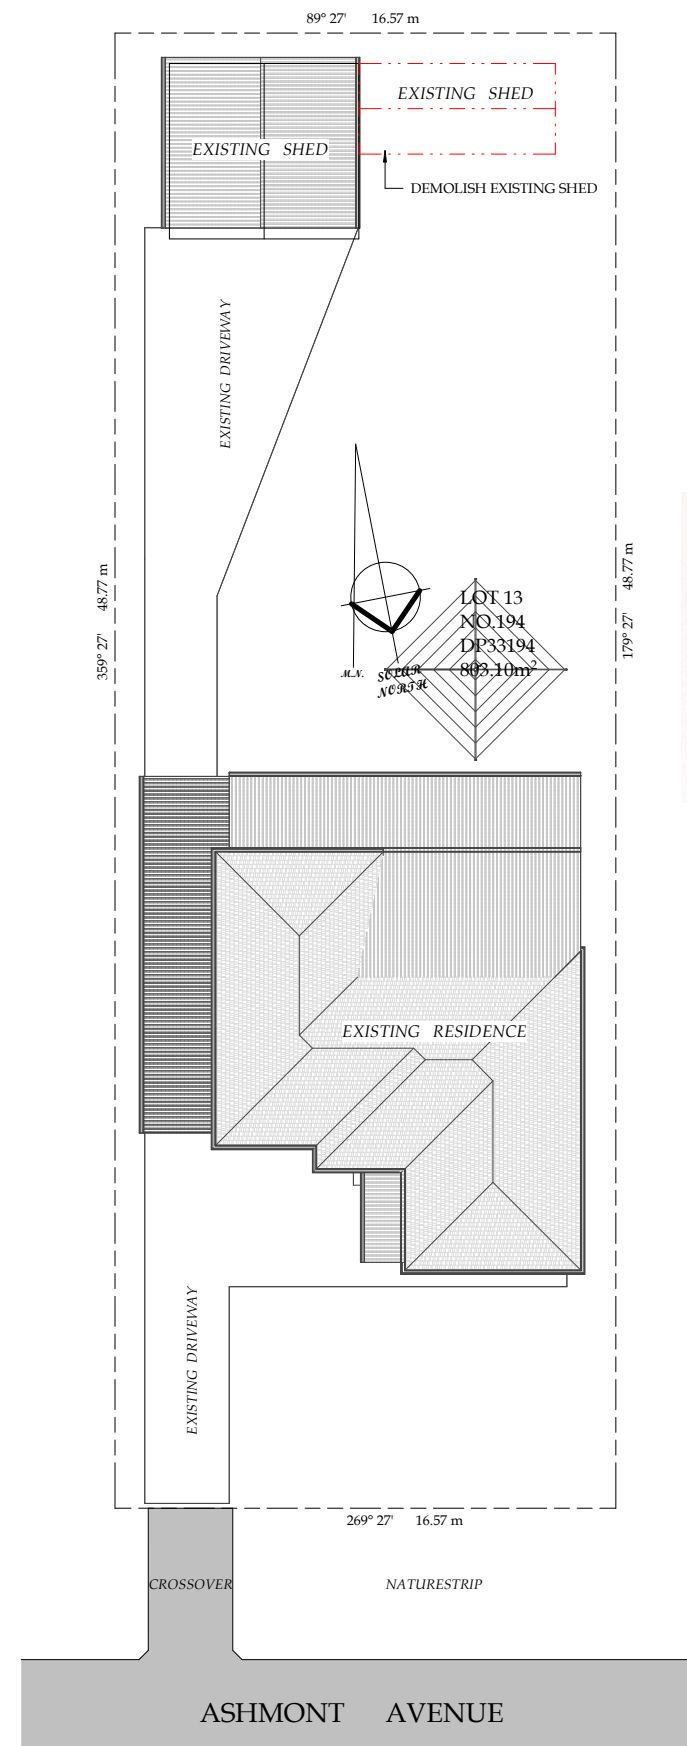 89° 27' 16.57 m
EXISTING SHED
EXISTING SHED
DEMOLISH EXISTING SHED
EXISTING DRIVEWAY
359° 27' 48.77 m
179° 27' 48.77 m
LOT 13
NO.194
DP33194
803.10m²
M.N.
SOLAR
NORTH
EXISTING RESIDENCE
EXISTING DRIVEWAY
269° 27' 16.57 m
CROSSOVER
NATURESTRIP
ASHMONT AVENUE